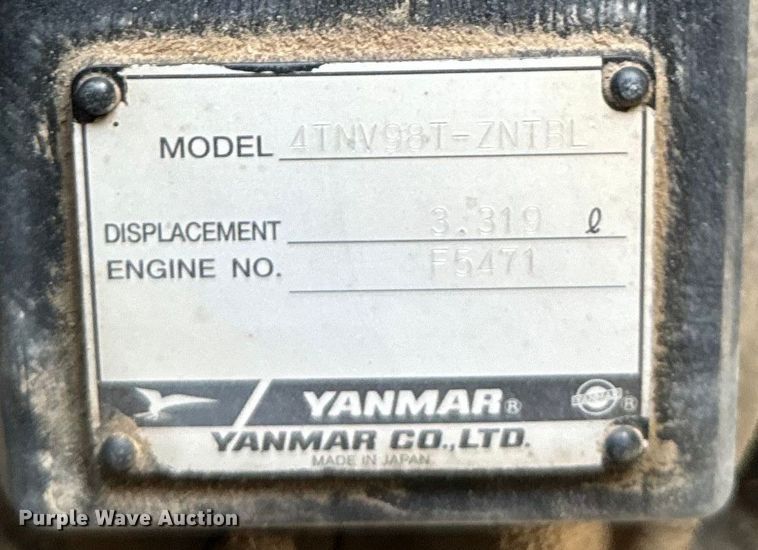 MODEL 4TNV98T-ZNTBL
DISPLACEMENT 3.319 ℓ
ENGINE NO. F5471
YANMAR® YANMAR ®
YANMAR CO.,LTD.
MADE IN JAPAN
Purple Wave Auction